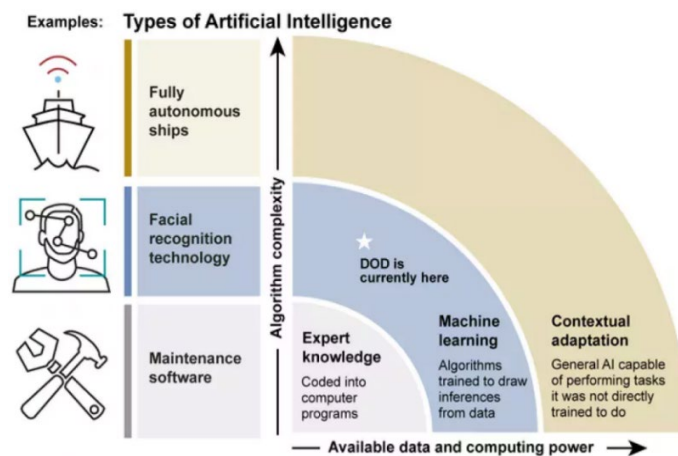 Examples:
Types of Artificial Intelligence
Fully
autonomous
ships
Facial
recognition
technology
Maintenance
software
Algorithm complexity
DOD is
currently here
Expert
knowledge
Coded into
computer
programs
Machine
learning
Algorithms
trained to draw
inferences
from data
Contextual
adaptation
General AI capable
of performing tasks
it was not directly
trained to do
Available data and computing power